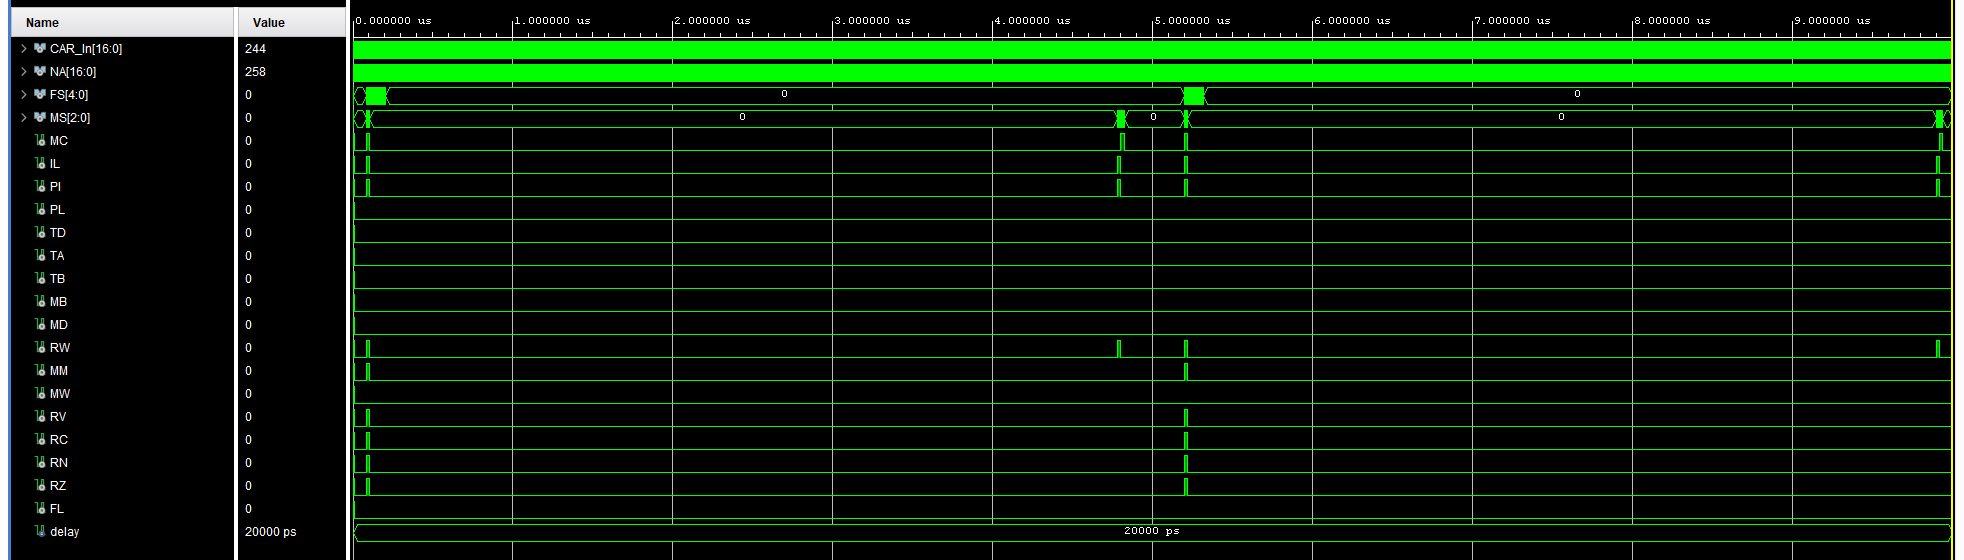 Name Value 0.000000 us 1.000000 us 2.000000 us 3.000000 us 4.000000 us 5.000000 us 6.000000 us 7.000000 us 8.000000 us 9.000000 us
CAR_In[16:0] 244
NA[16:0] 258
FS[4:0] 0 0 0
MS[2:0] 0 0 0 0
MC 0
IL 0
PI 0
PL 0
TD 0
TA 0
TB 0
MB 0
MD 0
RW 0
MM 0
MW 0
RV 0
RC 0
RN 0
RZ 0
FL 0
delay 20000 ps 20000 ps